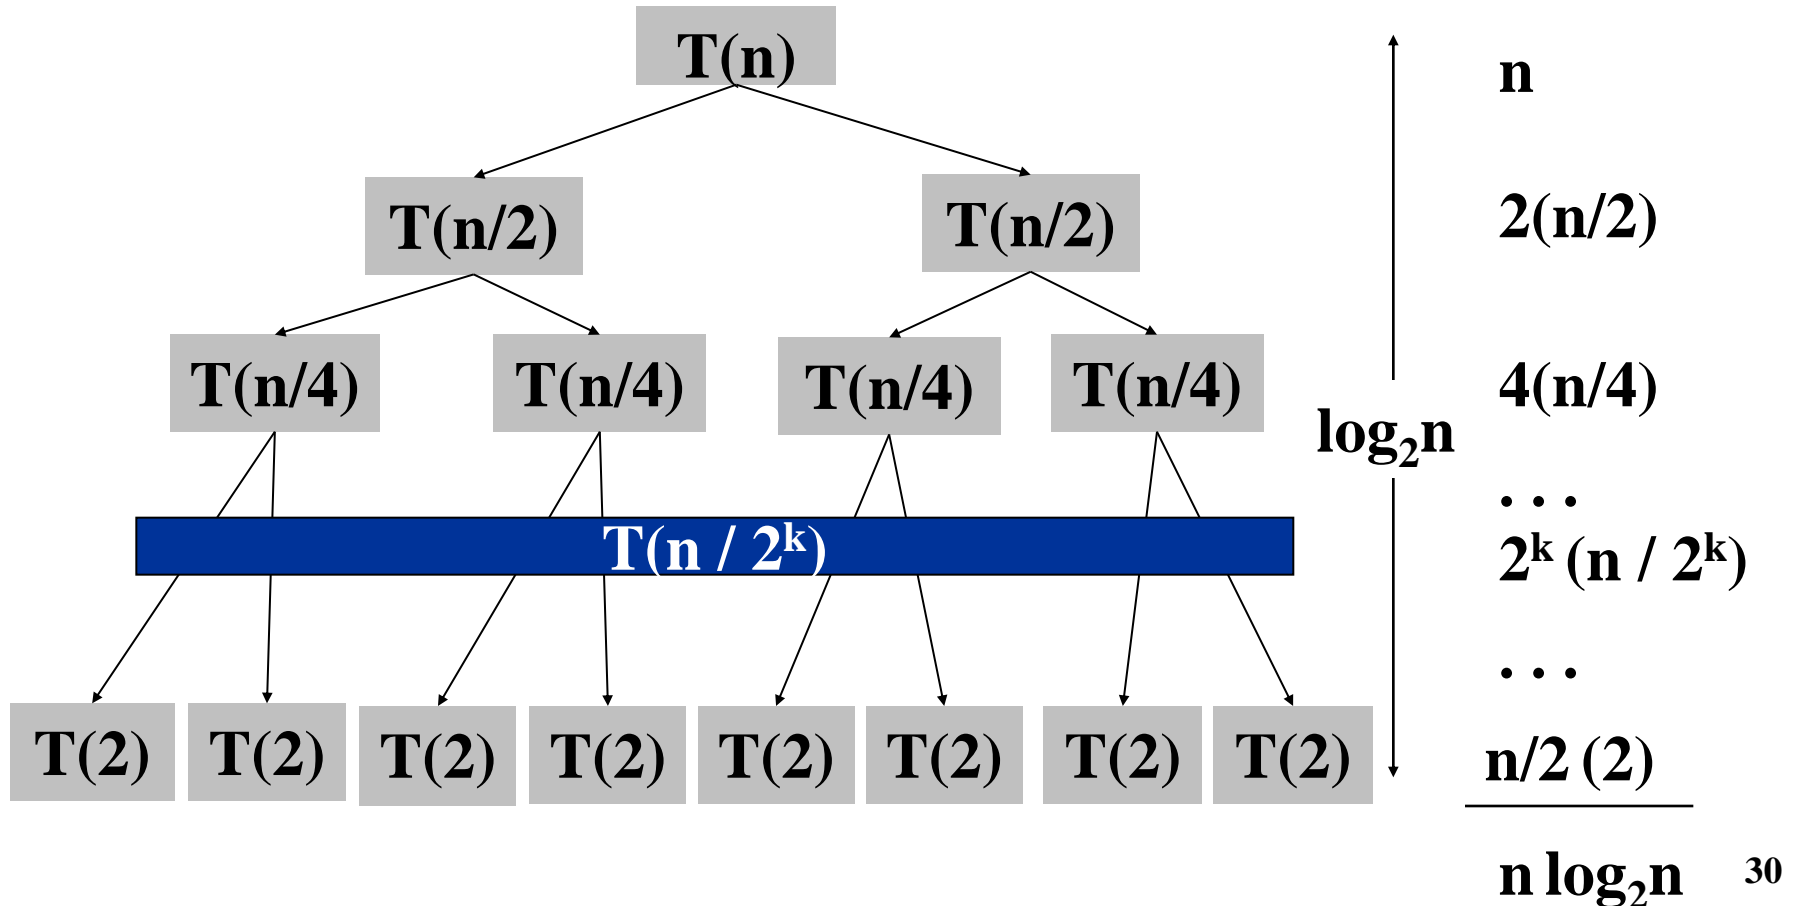 T(n)
n
T(n/2) T(n/2)
2(n/2)
T(n/4) T(n/4) T(n/4) T(n/4)
4(n/4)
log₂n
. . .
T(n / 2ᵏ)
2ᵏ (n / 2ᵏ)
. . .
T(2) T(2) T(2) T(2) T(2) T(2) T(2) T(2)
n/2 (2)
n log₂n
30